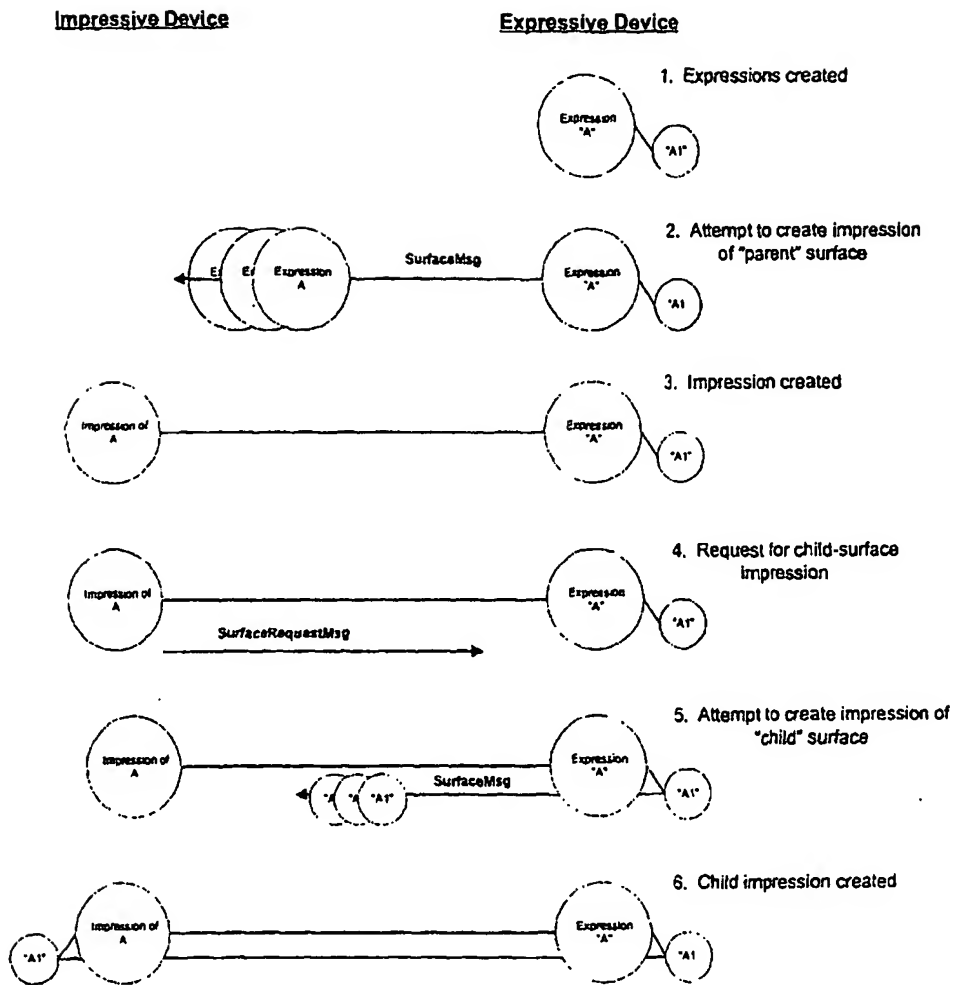 Impressive Device
Expressive Device
1. Expressions created
Expression
"A"
"A1"
2. Attempt to create impression
of "parent" surface
SurfaceMsg
E
E
Expression
A
Expression
"A"
"A1
3. Impression created
Impression of
A
Expression
"A"
"A1"
4. Request for child-surface
impression
Impression of
A
Expression
"A"
"A1"
SurfaceRequestMsg
5. Attempt to create impression of
"child" surface
Impression of
A
Expression
"A"
SurfaceMsg
"A
"A
"A1"
"A1"
6. Child impression created
Impression of
A
Expression
"A"
"A1"
"A1